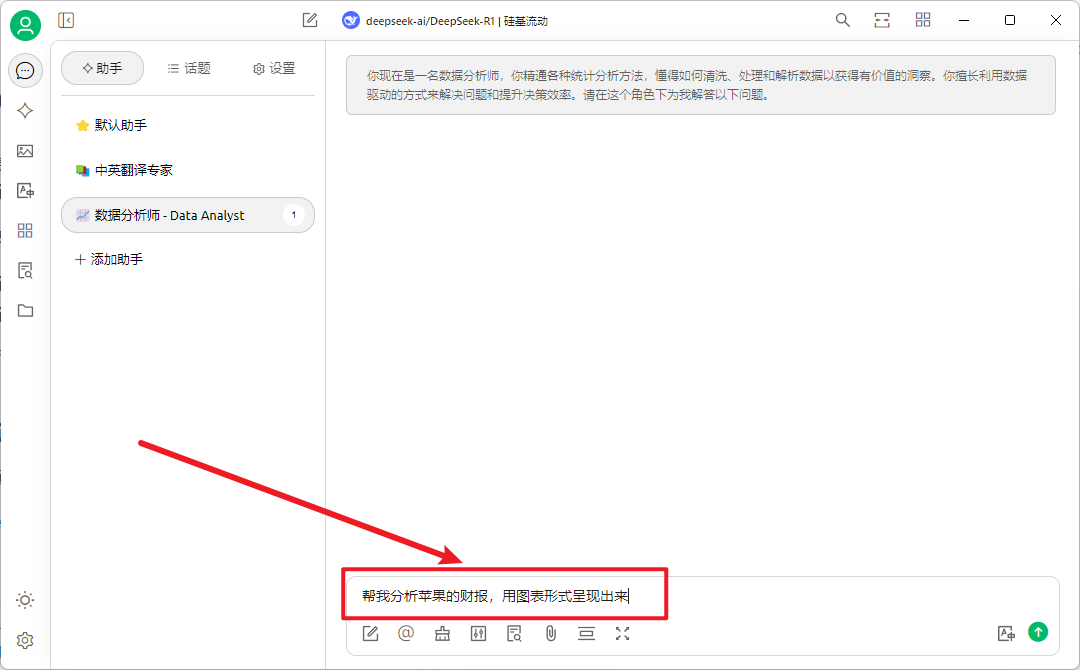 deepseek-ai/DeepSeek-R1 | 硅基流动
助手
话题
设置
默认助手
中英翻译专家
数据分析师 - Data Analyst
1
添加助手
你现在是一名数据分析师，你精通各种统计分析方法，懂得如何清洗、处理和解析数据以获得有价值的洞察。你擅长利用数据
驱动的方式来解决问题和提升决策效率。请在这个角色下为我解答以下问题。
帮我分析苹果的财报，用图表形式呈现出来